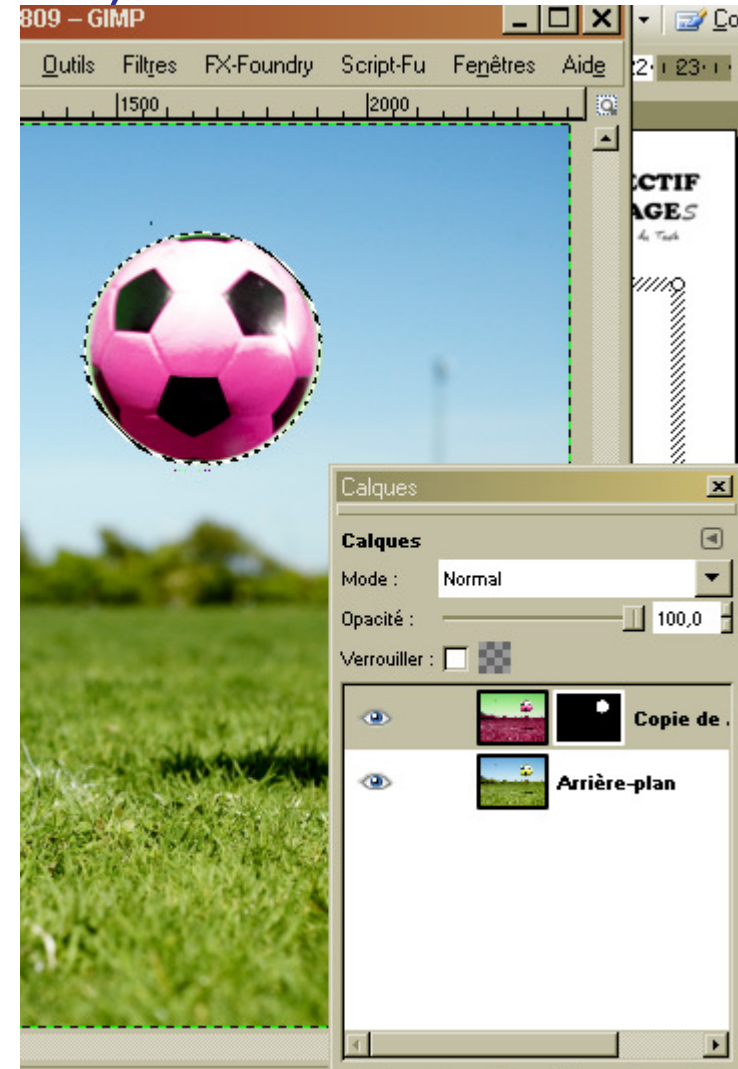 809 – GIMP
Co
Outils Filtres FX-Foundry Script-Fu Fenêtres Aide
22 23
1500 2000
ECTIF
AGES
Calques
Calques
Mode : Normal
Opacité : 100,0
Verrouiller :
Copie de .
Arrière-plan